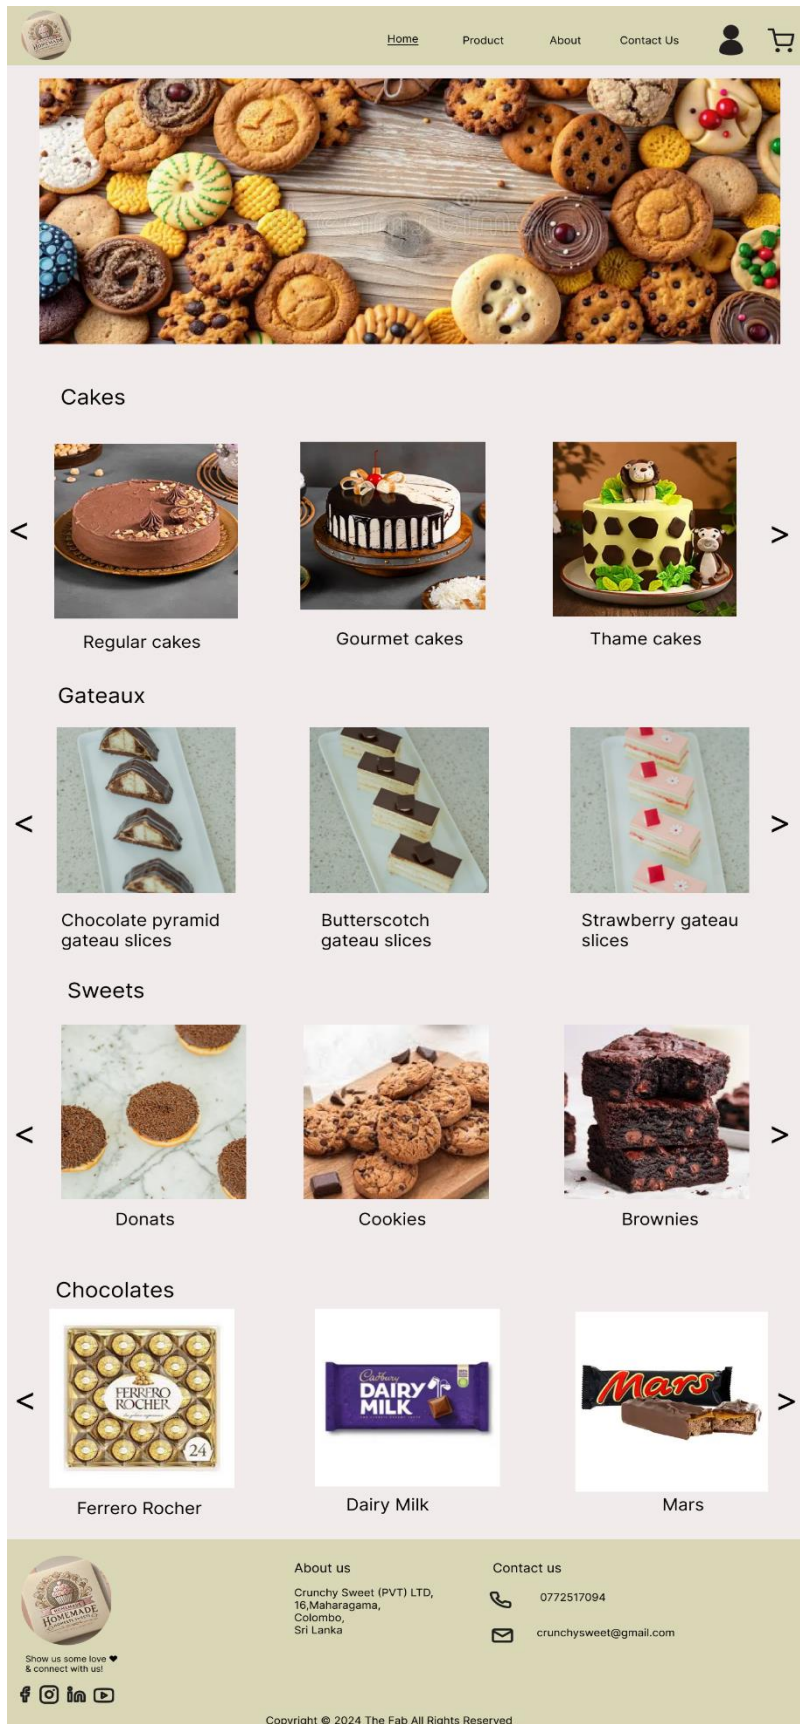 HOMEMADE
Home
Product
About
Contact Us
Cakes
<
>
Regular cakes
Gourmet cakes
Thame cakes
Gateaux
<
>
Chocolate pyramid
gateau slices
Butterscotch
gateau slices
Strawberry gateau
slices
Sweets
<
>
Donats
Cookies
Brownies
Chocolates
<
FERRERO
ROCHER
24
Cadbury
DAIRY
MILK
Mars
>
Ferrero Rocher
Dairy Milk
Mars
HOMEMADE
Show us some love ❤
& connect with us!
About us
Crunchy Sweet (PVT) LTD,
16,Maharagama,
Colombo,
Sri Lanka
Contact us
0772517094
crunchysweet@gmail.com
Copyright © 2024 The Fab All Rights Reserved